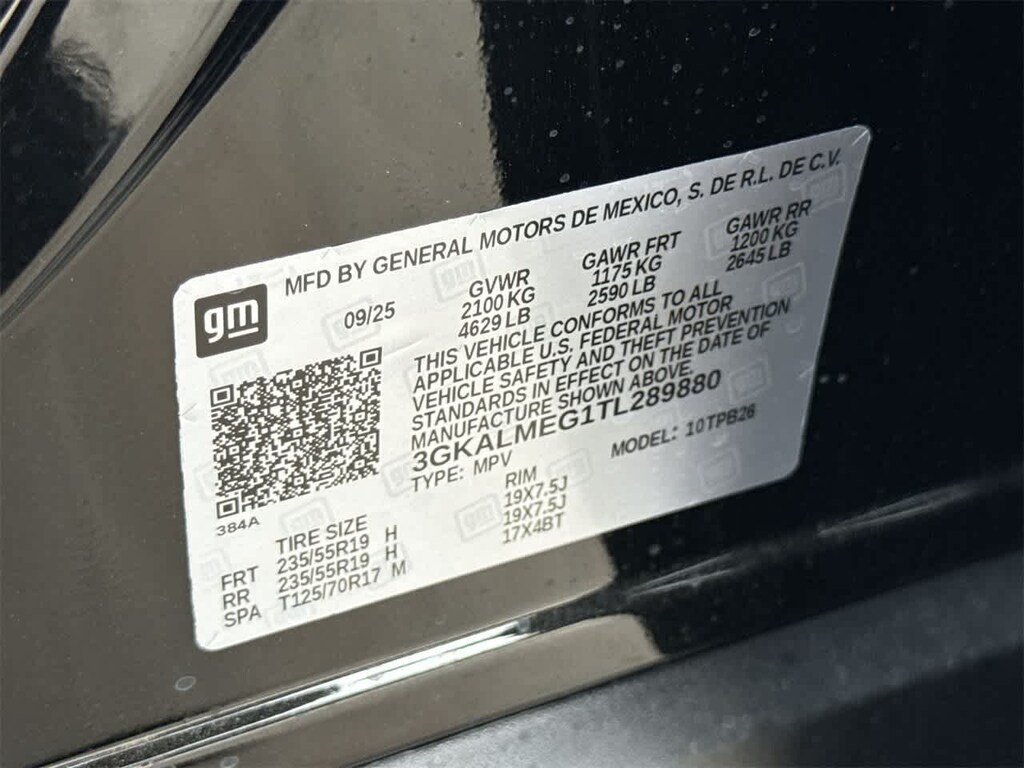 MFD BY GENERAL MOTORS DE MEXICO, S. DE R.L. DE C.V.
gm
09/25
GVWR
2100 KG
4629 LB
GAWR FRT
1175 KG
2590 LB
GAWR RR
1200 KG
2645 LB
THIS VEHICLE CONFORMS TO ALL
APPLICABLE U.S. FEDERAL MOTOR
VEHICLE SAFETY AND THEFT PREVENTION
STANDARDS IN EFFECT ON THE DATE OF
MANUFACTURE SHOWN ABOVE.
3GKALMEG1TL289880
TYPE: MPV
MODEL: 10TPB26
384A
TIRE SIZE
RIM
FRT 235/55R19 H 19X7.5J
RR 235/55R19 H 19X7.5J
SPA T125/70R17 M 17X4BT